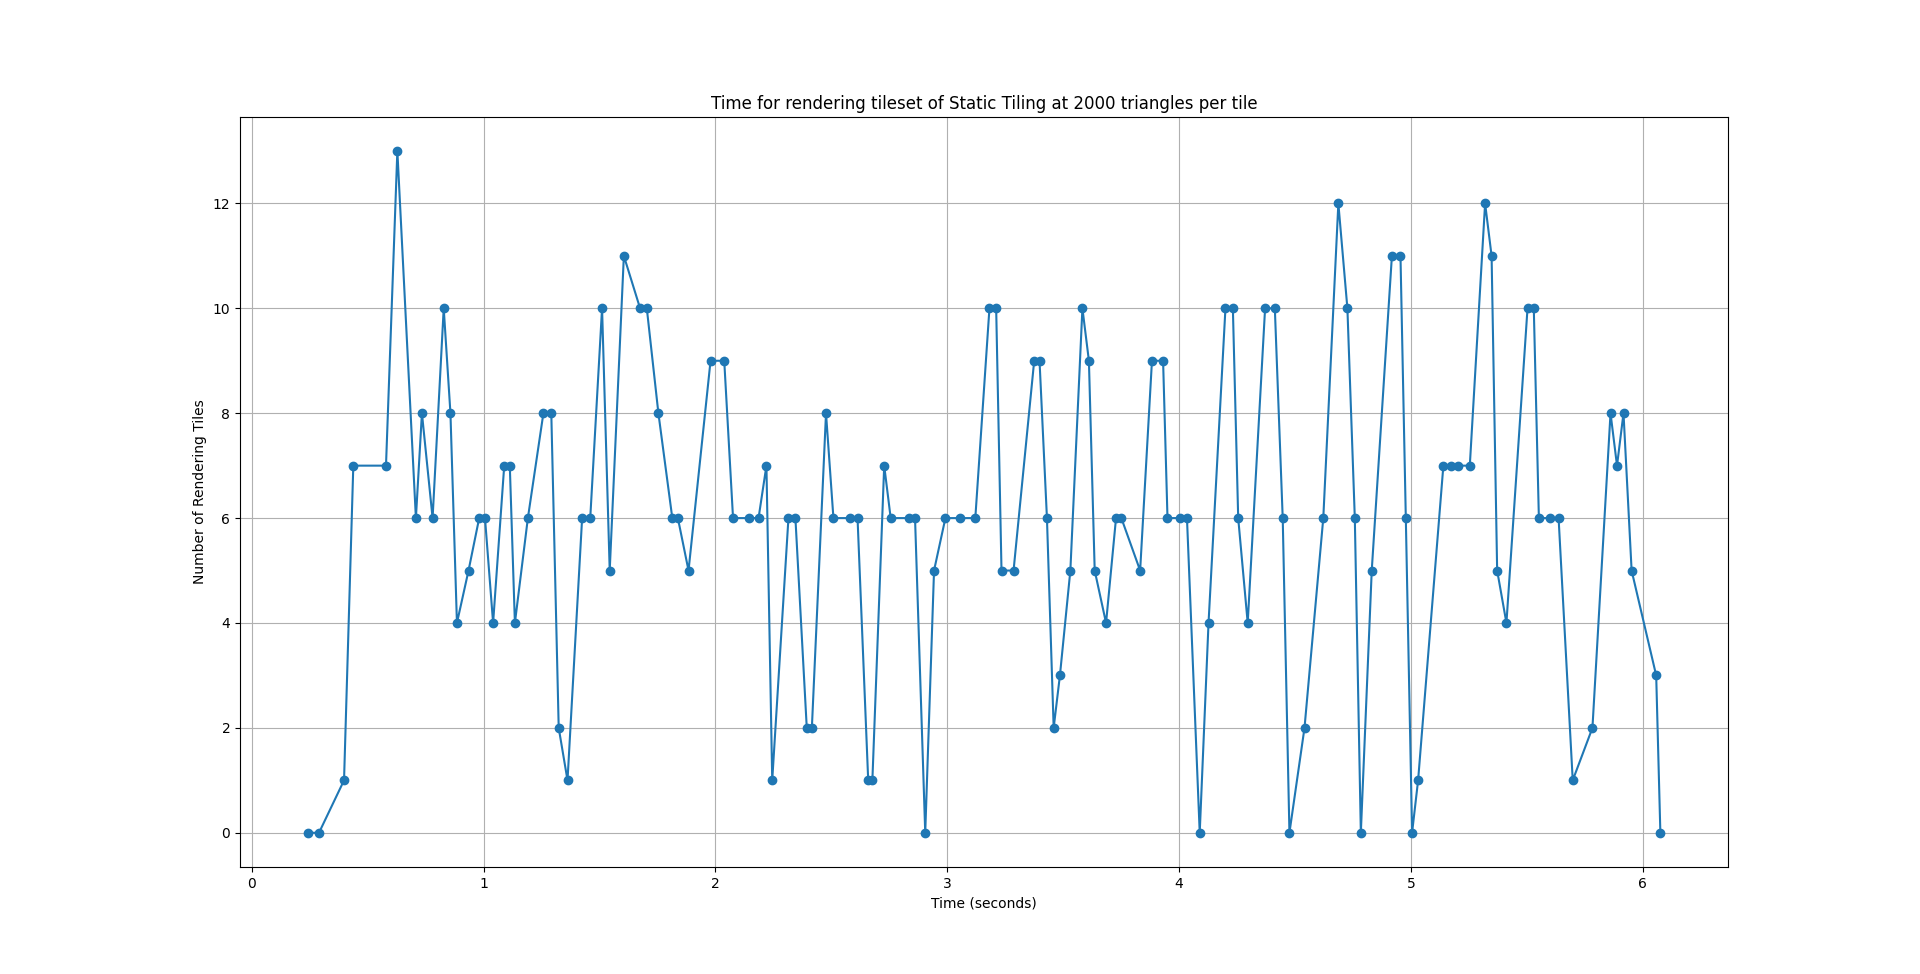 Time for rendering tileset of Static Tiling at 2000 triangles per tile
Number of Rendering Tiles
12
10
8
6
4
2
0
0 1 2 3 4 5 6
Time (seconds)